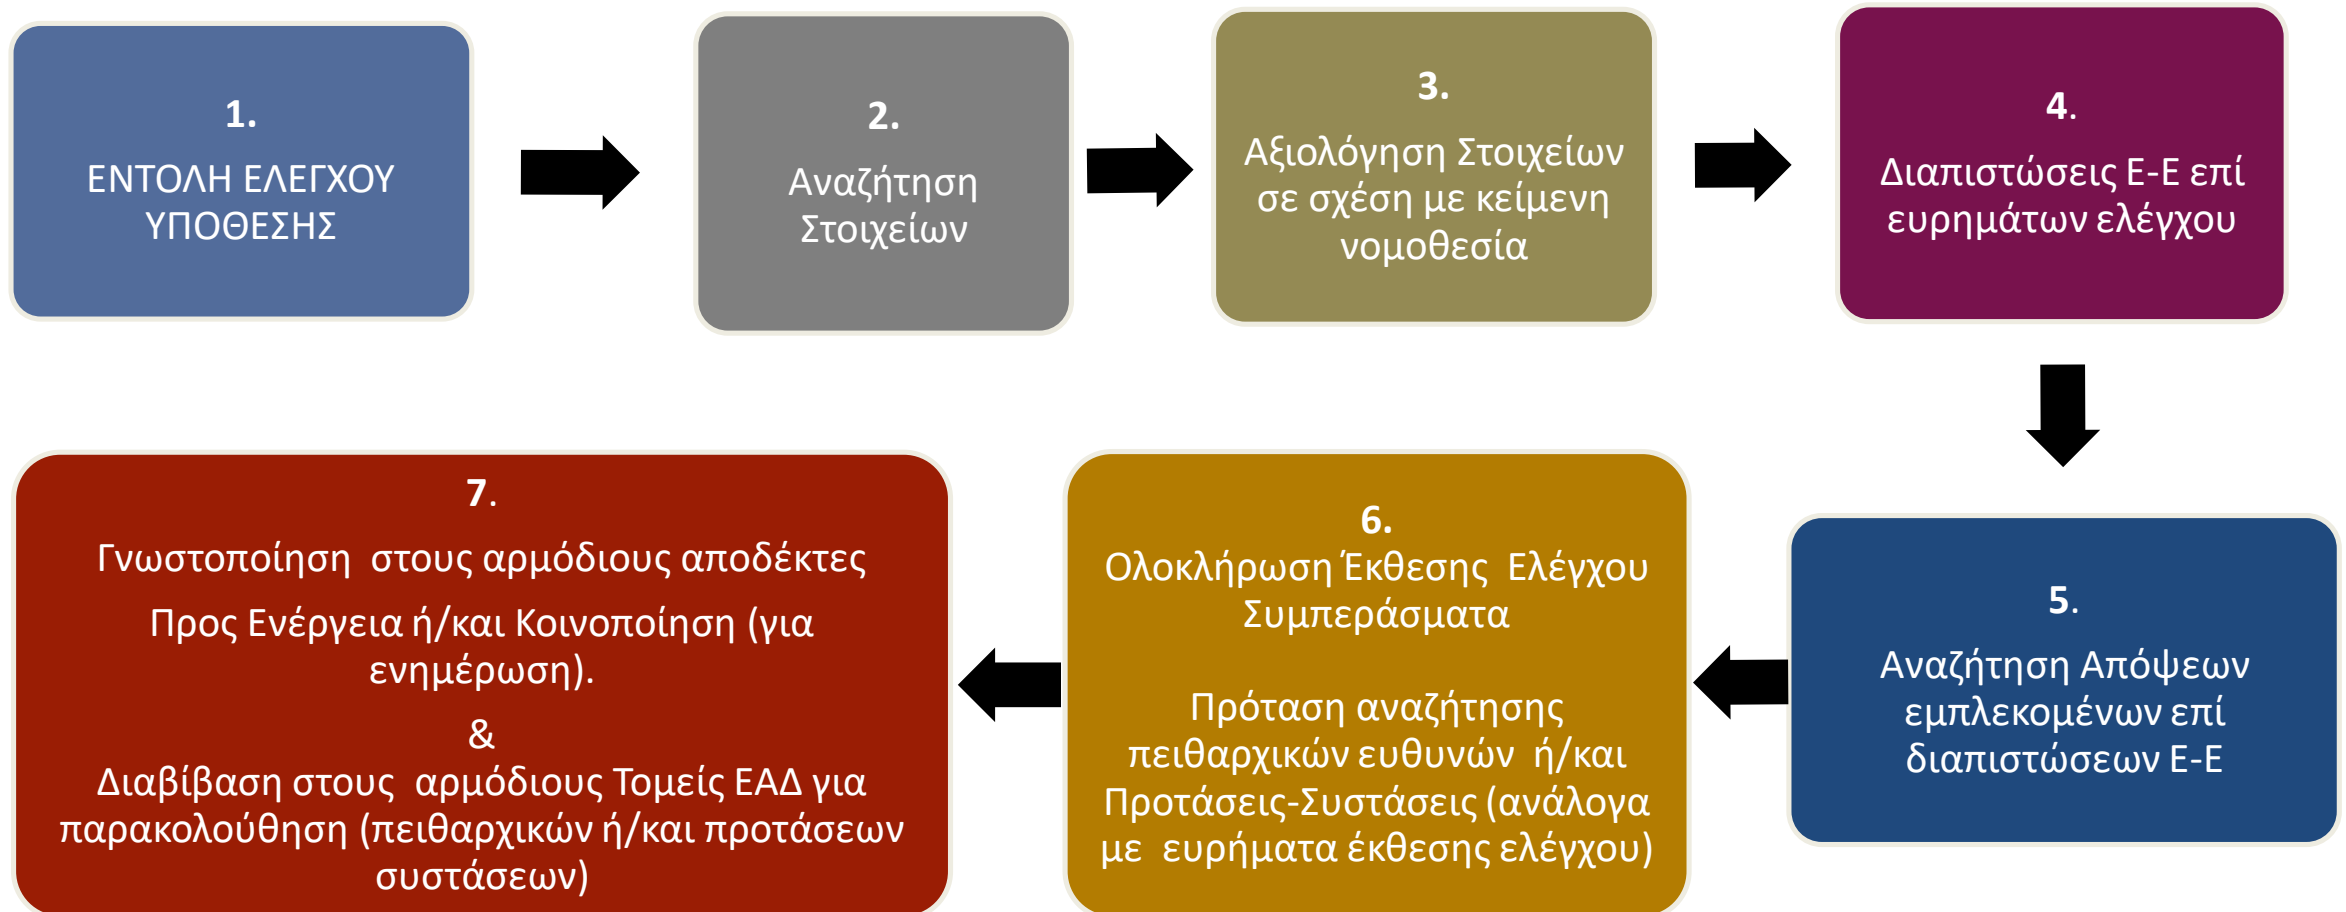 1.
ΕΝΤΟΛΗ ΕΛΕΓΧΟΥ
ΥΠΟΘΕΣΗΣ
2.
Αναζήτηση
Στοιχείων
3.
Αξιολόγηση Στοιχείων
σε σχέση με κείμενη
νομοθεσία
4.
Διαπιστώσεις Ε-Ε επί
ευρημάτων ελέγχου
5.
Αναζήτηση Απόψεων
εμπλεκομένων επί
διαπιστώσεων Ε-Ε
6.
Ολοκλήρωση Έκθεσης Ελέγχου
Συμπεράσματα
Πρόταση αναζήτησης
πειθαρχικών ευθυνών ή/και
Προτάσεις-Συστάσεις (ανάλογα
με ευρήματα έκθεσης ελέγχου)
7.
Γνωστοποίηση στους αρμόδιους αποδέκτες
Προς Ενέργεια ή/και Κοινοποίηση (για
ενημέρωση).
&
Διαβίβαση στους αρμόδιους Τομείς ΕΑΔ για
παρακολούθηση (πειθαρχικών ή/και προτάσεων
συστάσεων)